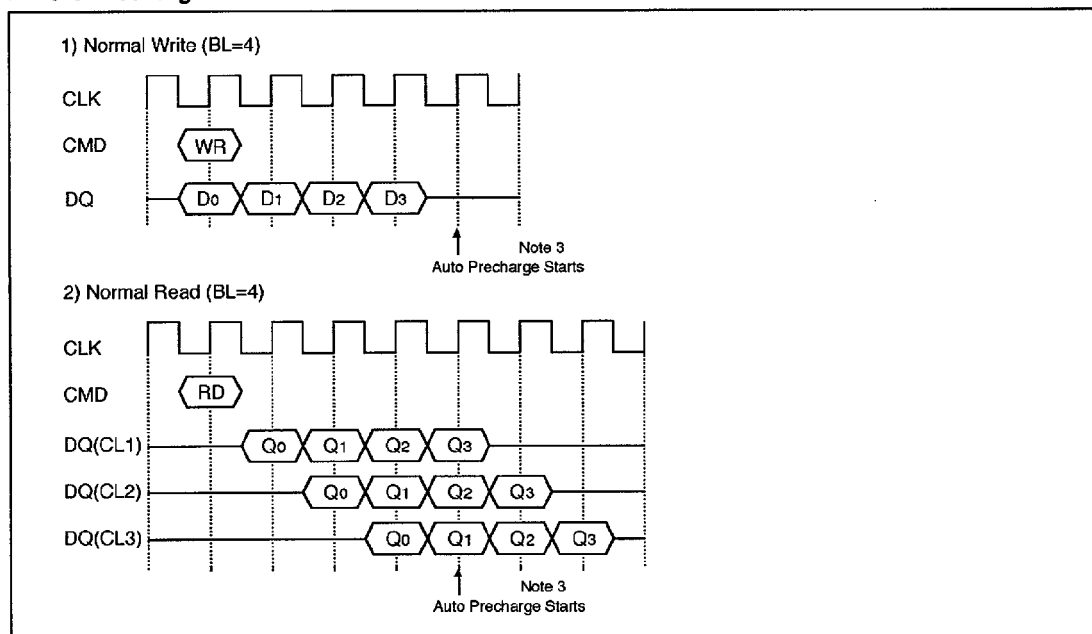 1) Normal Write (BL=4)
CLK
CMD WR
DQ D0 D1 D2 D3
Note 3
Auto Precharge Starts
2) Normal Read (BL=4)
CLK
CMD RD
DQ(CL1) Q0 Q1 Q2 Q3
DQ(CL2) Q0 Q1 Q2 Q3
DQ(CL3) Q0 Q1 Q2 Q3
Note 3
Auto Precharge Starts